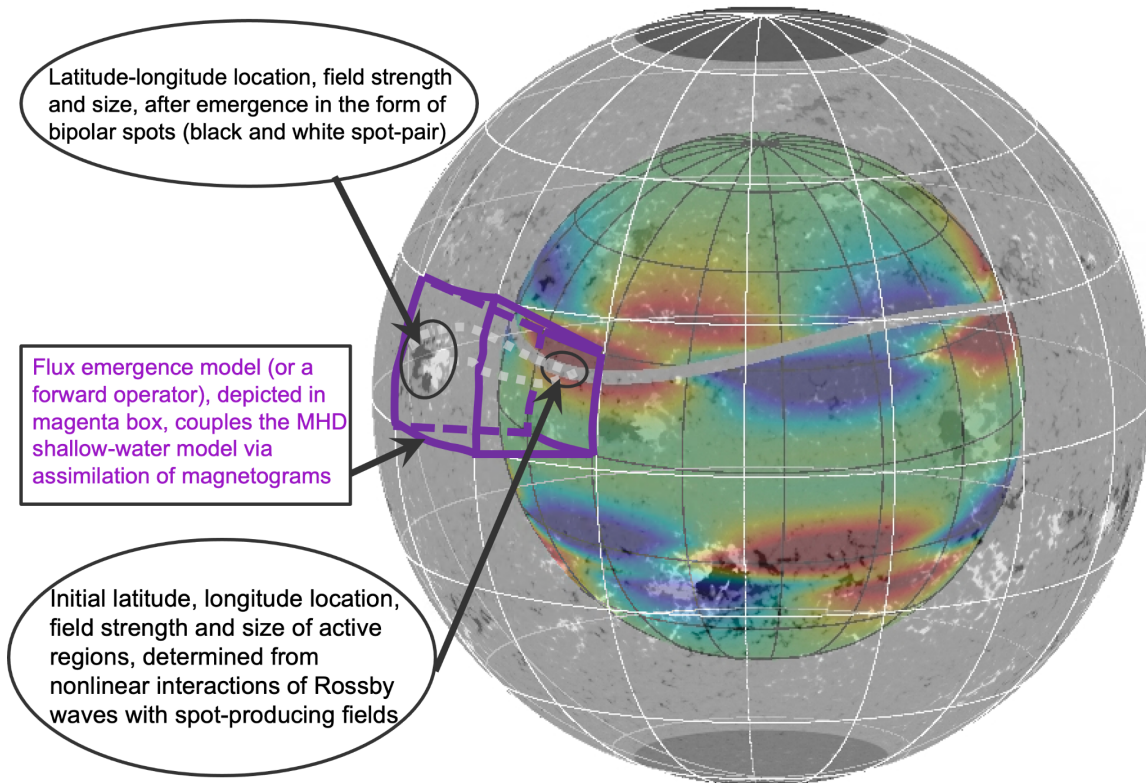 Latitude-longitude location, field strength
and size, after emergence in the form of
bipolar spots (black and white spot-pair)
Flux emergence model (or a
forward operator), depicted in
magenta box, couples the MHD
shallow-water model via
assimilation of magnetograms
Initial latitude, longitude location,
field strength and size of active
regions, determined from
nonlinear interactions of Rossby
waves with spot-producing fields